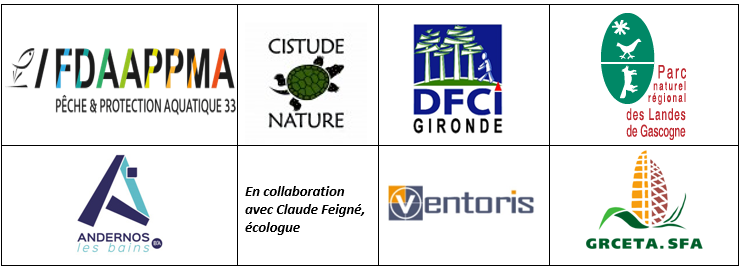 /FDAAPPMA
PÊCHE & PROTECTION AQUATIQUE 33
CISTUDE
NATURE
DFCI
GIRONDE
Parc
naturel
régional
des Landes
de Gascogne
ANDERNOS
les bains
En collaboration
avec Claude Feigné,
écologue
Ventoris
GRCETA.SFA